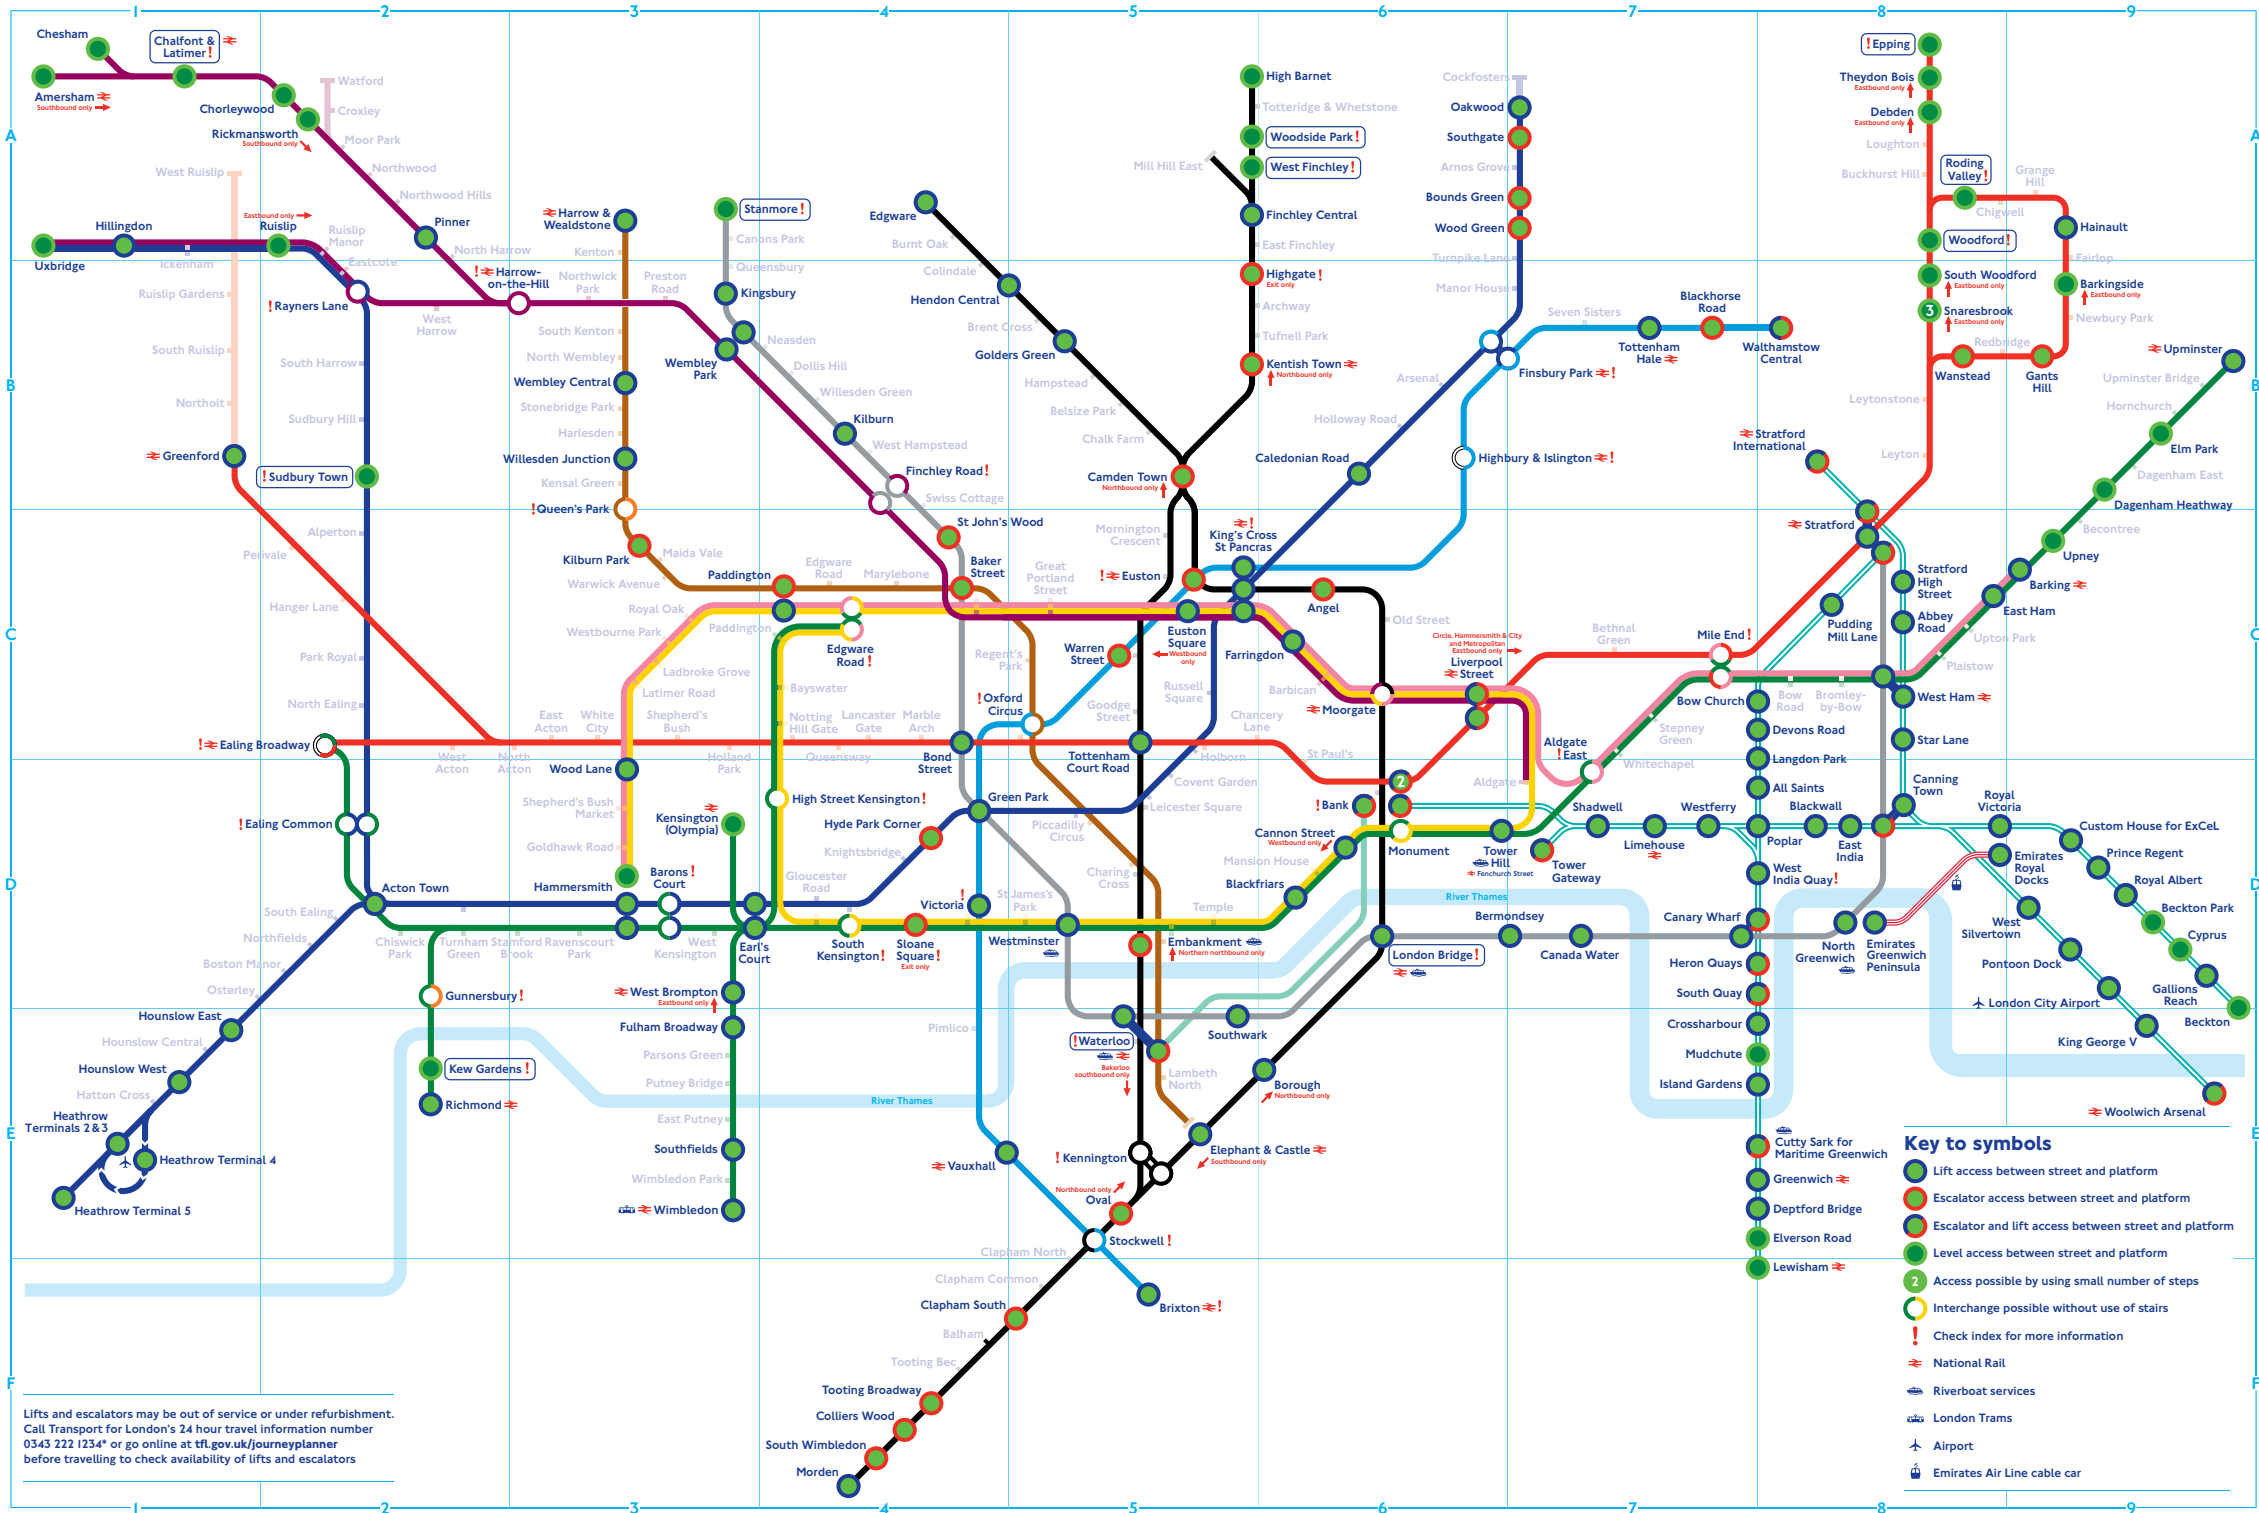 1 2 3 4 5 6 7 8 9
A
B
C
D
E
F
Chesham
Chalfont &
Latimer !
Amersham
Southbound only
Chorleywood
Rickmansworth
Southbound only
Watford
Croxley
Moor Park
Northwood
Northwood Hills
Pinner
North Harrow
! Harrow-
on-the-Hill
West Ruislip
Eastbound only
Ruislip
Hillingdon
Uxbridge
Ickenham
Ruislip
Manor
Eastcote
! Rayners Lane
West
Harrow
Northwick
Park
Preston
Road
Ruislip Gardens
South Ruislip
Northolt
Greenford
South Harrow
Sudbury Hill
! Sudbury Town
Alperton
Perivale
Hanger Lane
Park Royal
North Ealing
! Ealing Broadway
! Ealing Common
Harrow &
Wealdstone
Kenton
South Kenton
North Wembley
Wembley Central
Stonebridge Park
Harlesden
Willesden Junction
Kensal Green
! Queen's Park
Kilburn Park
Maida Vale
Warwick Avenue
Paddington
Edgware
Road
Marylebone
Baker
Street
Great
Portland
Street
Stanmore !
Canons Park
Queensbury
Kingsbury
Wembley
Park
Neasden
Dollis Hill
Willesden Green
Kilburn
West Hampstead
Finchley Road !
Swiss Cottage
St John's Wood
Edgware
Burnt Oak
Colindale
Hendon Central
Brent Cross
Golders Green
Hampstead
Belsize Park
Chalk Farm
Camden Town
Northbound only
Mornington
Crescent
! Euston
High Barnet
Totteridge & Whetstone
Woodside Park !
West Finchley !
Mill Hill East
Finchley Central
East Finchley
Highgate !
Exit only
Archway
Tufnell Park
Kentish Town
Northbound only
Cockfosters
Oakwood
Southgate
Arnos Grove
Bounds Green
Wood Green
Turnpike Lane
Manor House
Seven Sisters
Finsbury Park !
Tottenham
Hale
Blackhorse
Road
Walthamstow
Central
Arsenal
Holloway Road
Caledonian Road
Highbury & Islington !
!
King's Cross
St Pancras
Angel
Old Street
! Epping
Theydon Bois
Eastbound only
Debden
Eastbound only
Loughton
Buckhurst Hill
Roding
Valley !
Grange
Hill
Chigwell
Hainault
Woodford !
Fairlop
South Woodford
Eastbound only
Barkingside
Eastbound only
3
Snaresbrook
Eastbound only
Newbury Park
Redbridge
Wanstead
Gants
Hill
Leytonstone
Leyton
Upminster
Upminster Bridge
Hornchurch
Elm Park
Dagenham East
Dagenham Heathway
Becontree
Upney
Barking
East Ham
Upton Park
Plaistow
West Ham
Stratford
International
Stratford
Stratford
High
Street
Abbey
Road
Pudding
Mill Lane
Star Lane
Canning
Town
Royal Oak
Westbourne Park
Paddington
Ladbroke Grove
Latimer Road
Edgware
Road !
Bayswater
East
Acton
White
City
Shepherd's
Bush
Notting
Hill Gate
Lancaster
Gate
Marble
Arch
West
Acton
North
Acton
Wood Lane
Holland
Park
Queensway
Bond
Street
! Oxford
Circus
Regent's
Park
Warren
Street
Euston
Square
Westbound
only
Farringdon
Goodge
Street
Russell
Square
Barbican
Moorgate
Circle, Hammersmith & City
and Metropolitan
Eastbound only
Liverpool
Street
Chancery
Lane
Holborn
St Paul's
Tottenham
Court Road
Covent Garden
Leicester Square
Bethnal
Green
Mile End !
Bow Church
Bow
Road
Bromley-
by-Bow
Stepney
Green
Whitechapel
Aldgate
! East
Aldgate
Devons Road
Langdon Park
All Saints
Shepherd's Bush
Market
Goldhawk Road
Hammersmith
Kensington
(Olympia)
High Street Kensington !
Hyde Park Corner
Knightsbridge
Green Park
Piccadilly
Circus
Charing
Cross
! Bank
2
Cannon Street
Westbound only
Mansion House
Blackfriars
Monument
Tower
Hill
Fenchurch Street
Tower
Gateway
Shadwell
Limehouse
Westferry
Poplar
Blackwall
East
India
Royal
Victoria
Custom House for ExCeL
Prince Regent
Royal Albert
Beckton Park
Cyprus
Gallions
Reach
Beckton
Emirates
Royal
Docks
West
Silvertown
Pontoon Dock
London City Airport
King George V
Woolwich Arsenal
Acton Town
South Ealing
Northfields
Boston Manor
Osterley
Hounslow East
Hounslow Central
Hounslow West
Hatton Cross
Heathrow
Terminals 2&3
Heathrow Terminal 4
Heathrow Terminal 5
Chiswick
Park
Turnham
Green
Stamford
Brook
Ravenscourt
Park
Barons !
Court
West
Kensington
Earl's
Court
Gloucester
Road
South
Kensington !
Sloane
Square !
Exit only
!
Victoria
St James's
Park
Westminster
Embankment
Northern northbound only
Temple
River Thames
Gunnersbury !
Kew Gardens !
Richmond
West Brompton
Eastbound only
Fulham Broadway
Parsons Green
Putney Bridge
East Putney
Southfields
Wimbledon Park
Wimbledon
River Thames
Pimlico
! Waterloo
Bakerloo
southbound only
Southwark
Lambeth
North
London Bridge !
Borough
Northbound only
Elephant & Castle
Southbound only
! Kennington
Northbound only
Oval
Vauxhall
Stockwell !
Brixton !
Clapham North
Clapham Common
Clapham South
Balham
Tooting Bec
Tooting Broadway
Colliers Wood
South Wimbledon
Morden
Bermondsey
Canada Water
West
India Quay !
Canary Wharf
Heron Quays
South Quay
Crossharbour
Mudchute
Island Gardens
Cutty Sark for
Maritime Greenwich
Greenwich
Deptford Bridge
Elverson Road
Lewisham
North
Greenwich
Emirates
Greenwich
Peninsula
Key to symbols
Lift access between street and platform
Escalator access between street and platform
Escalator and lift access between street and platform
Level access between street and platform
2 Access possible by using small number of steps
Interchange possible without use of stairs
! Check index for more information
National Rail
Riverboat services
London Trams
Airport
Emirates Air Line cable car
Lifts and escalators may be out of service or under refurbishment.
Call Transport for London's 24 hour travel information number
0343 222 1234* or go online at tfl.gov.uk/journeyplanner
before travelling to check availability of lifts and escalators
A
B
C
D
E
F
1 2 3 4 5 6 7 8 9